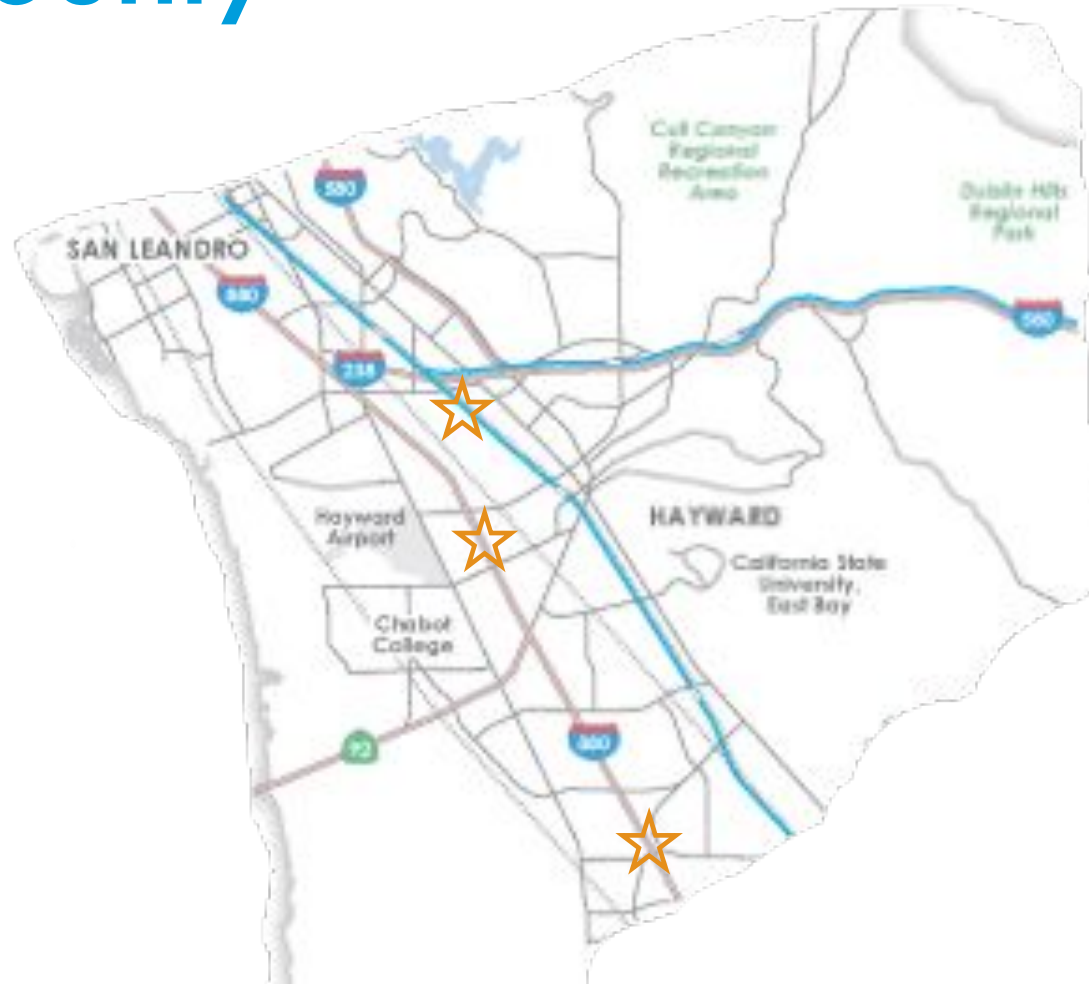 580
Cull Canyon
Regional
Recreation
Area
Dublin Hills
Regional
Park
SAN LEANDRO
880
580
238
Hayward
Airport
HAYWARD
California State
University,
East Bay
Chabot
College
880
92